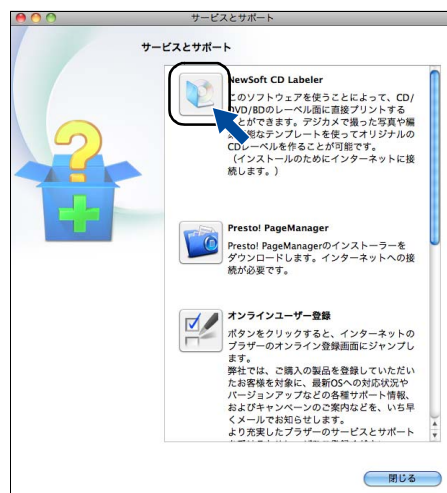 サービスとサポート
サービスとサポート
NewSoft CD Labeler
このソフトウェアを使うことによって、CD/
DVD/BDのレーベル面に直接プリントする
ことができます。デジカメで撮った写真や編
能なテンプレートを使ってオリジナルの
CDレーベルを作ることが可能です。
（インストールのためにインターネットに接
続します。）
Presto! PageManager
Presto! PageManagerのインストーラーを
ダウンロードします。インターネットへの接
続が必要です。
オンラインユーザー登録
ボタンをクリックすると、インターネットの
ブラザーのオンライン登録画面にジャンプし
ます。
弊社では、ご購入の製品を登録していただい
たお客様を対象に、最新OSへの対応状況や
バージョンアップなどの各種サポート情報、
およびキャンペーンのご案内などを、いち早
くメールでお知らせします。
より充実したブラザーのサービスとサポート
閉じる